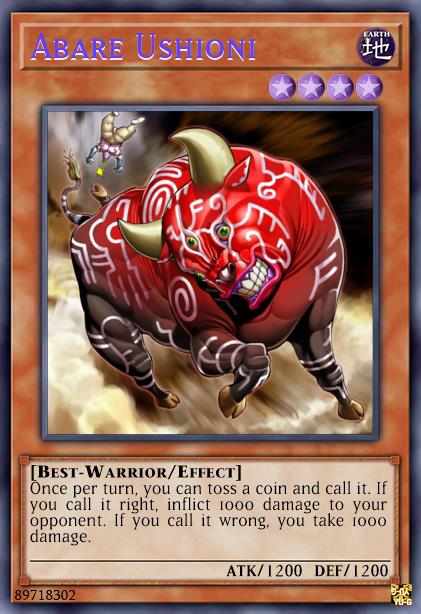 Abare Ushioni
EARTH
地
[Best-Warrior/Effect]
Once per turn, you can toss a coin and call it. If
you call it right, inflict 1000 damage to your
opponent. If you call it wrong, you take 1000
damage.
ATK/1200 DEF/1200
89718302